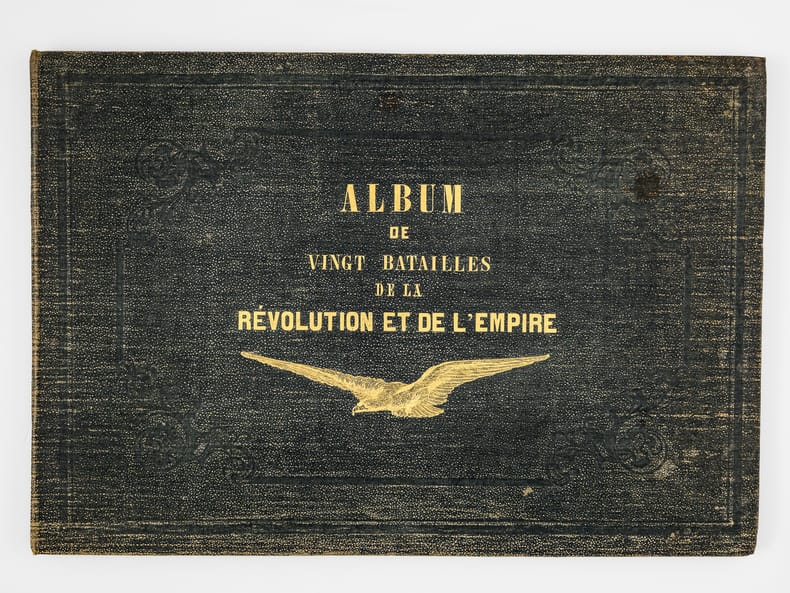 ALBUM
DE
VINGT BATAILLES
DE LA
RÉVOLUTION ET DE L'EMPIRE